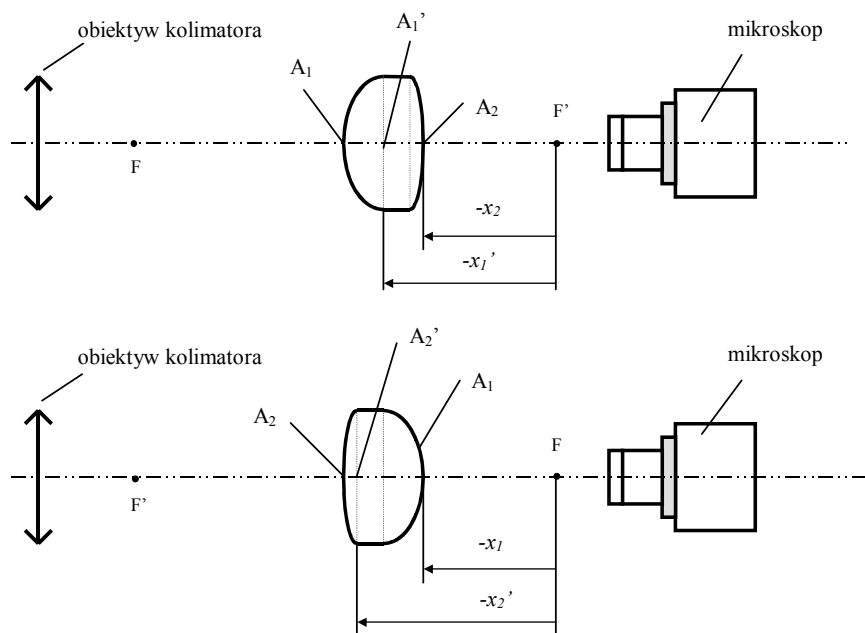 obiektyw kolimatora
A₁’
mikroskop
A₁
A₂
F’
F
-x₂
-x₁’
obiektyw kolimatora
A₂’
mikroskop
A₁
A₂
F
F’
-x₁
-x₂’